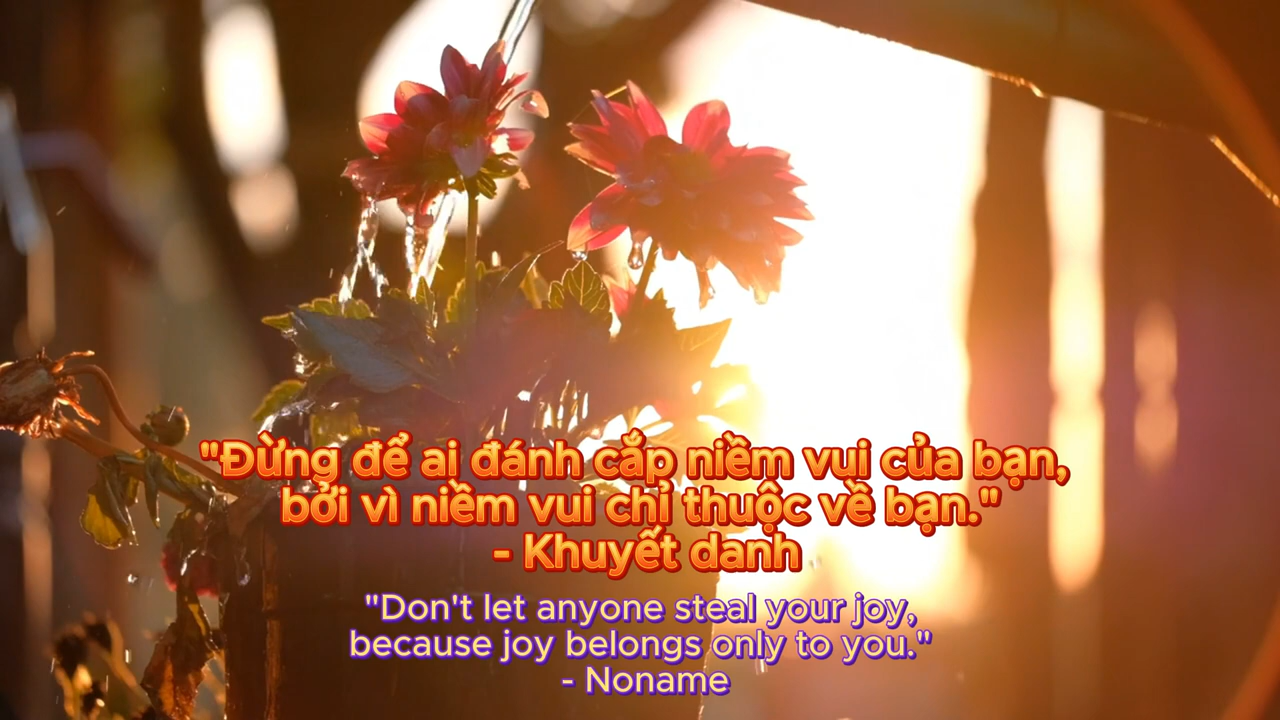 "Đừng để ai đánh cắp niềm vui của bạn,
bởi vì niềm vui chỉ thuộc về bạn."
- Khuyết danh
"Don't let anyone steal your joy,
because joy belongs only to you."
- Noname